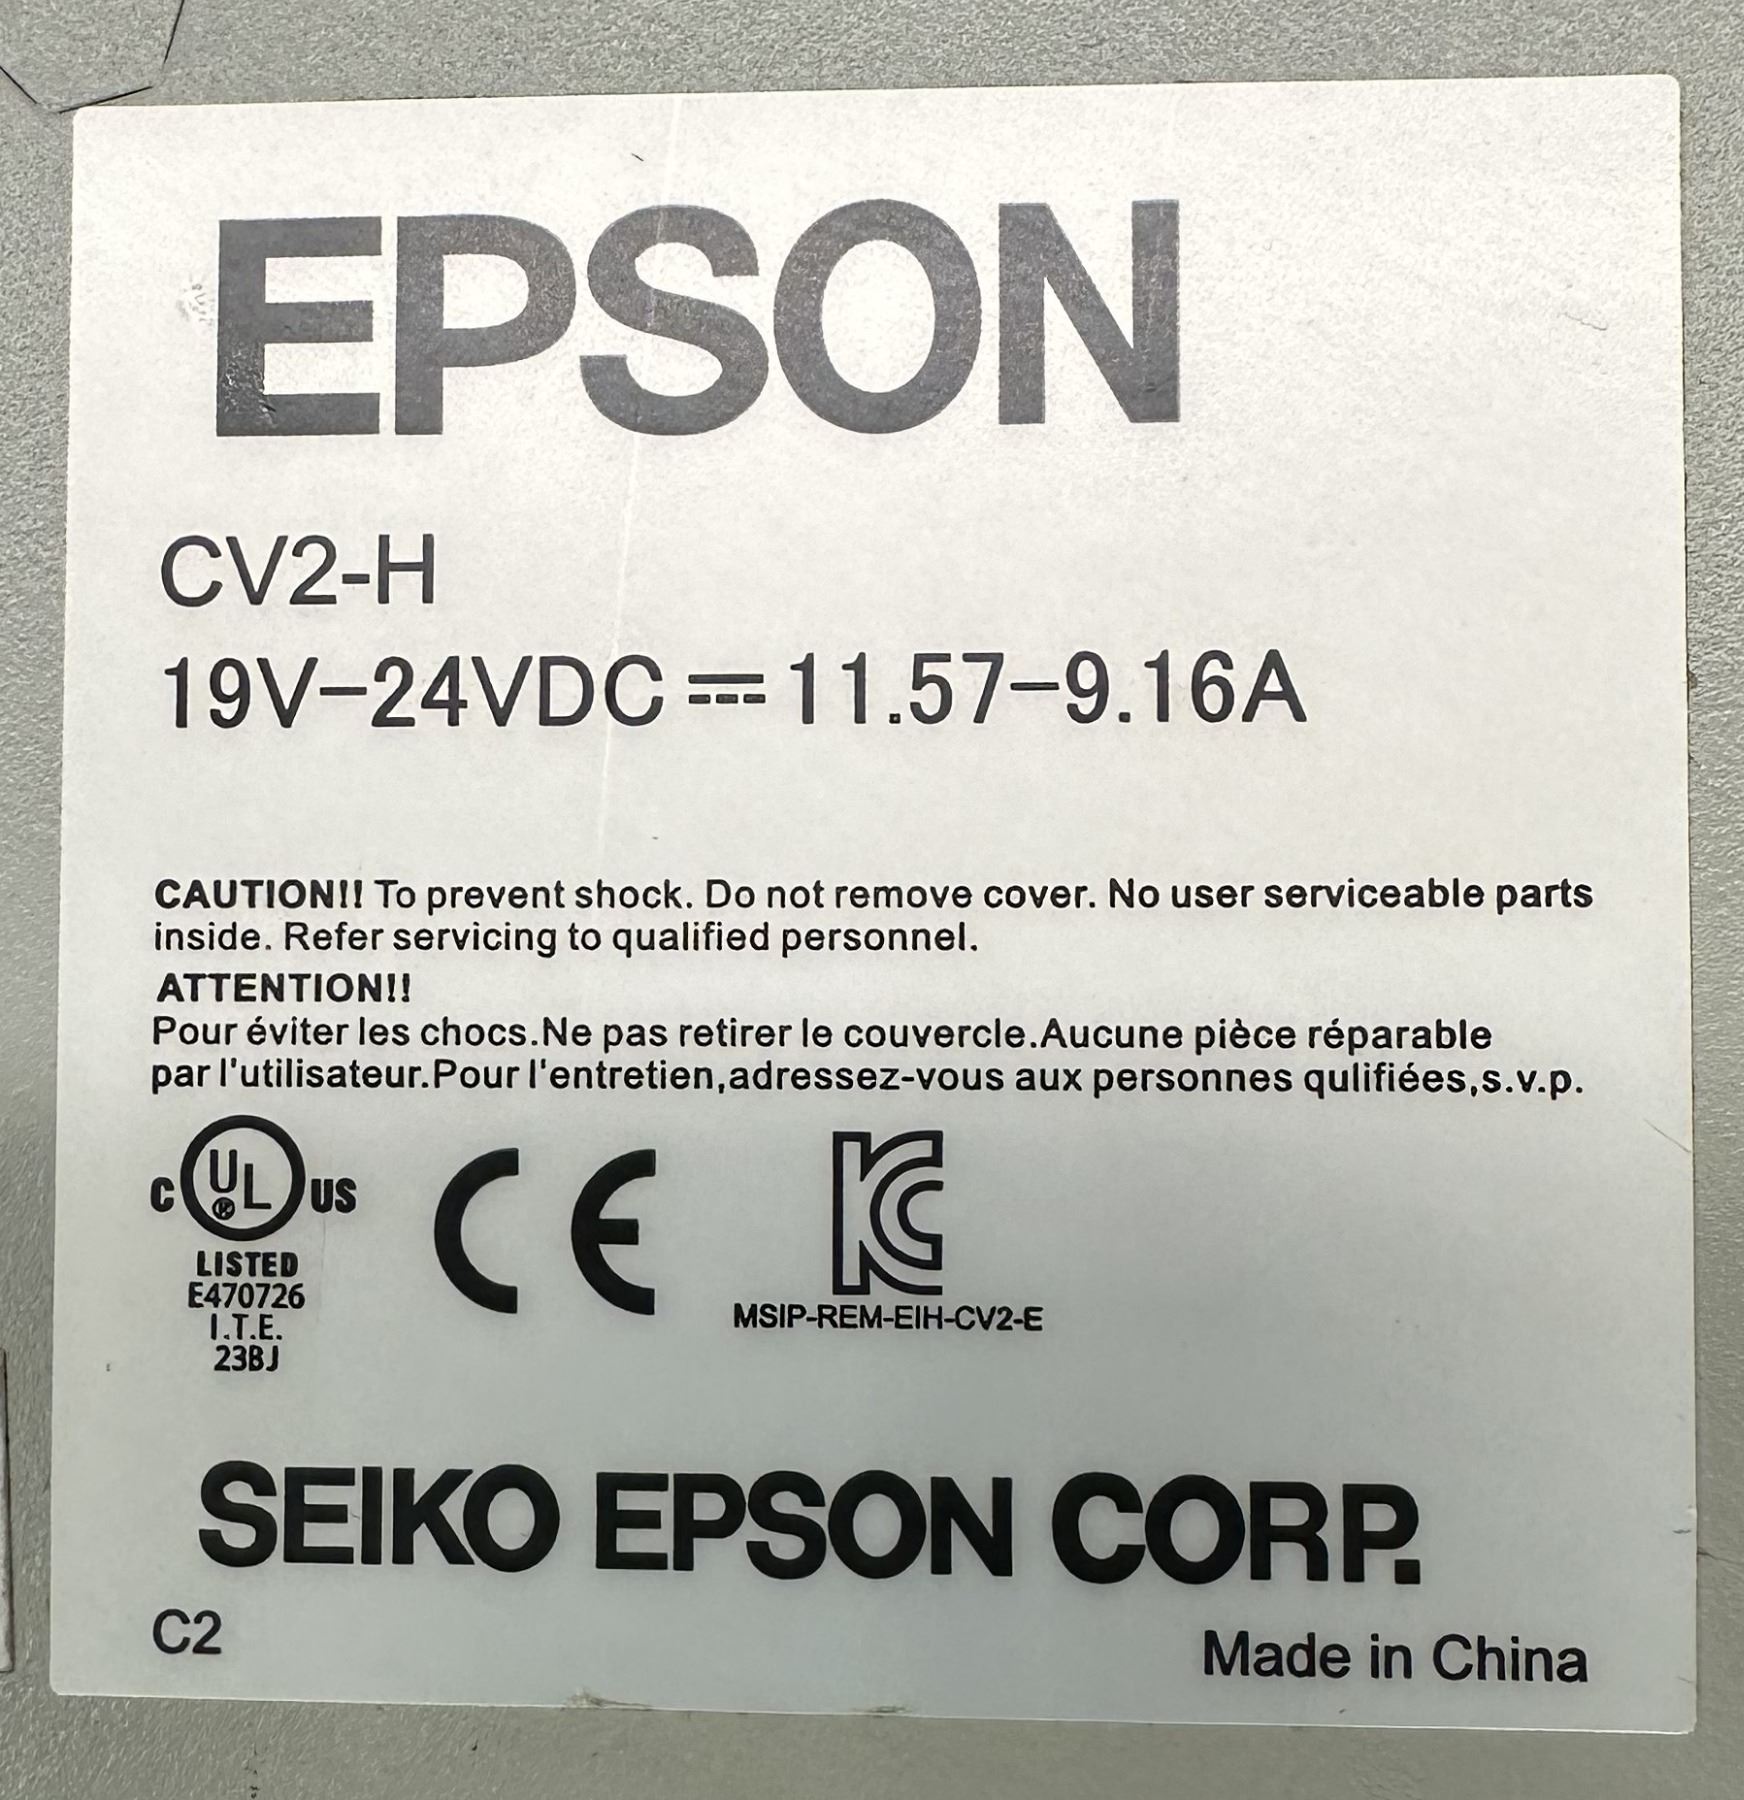 EPSON
CV2-H
19V-24VDC ⎓ 11.57-9.16A
CAUTION!! To prevent shock. Do not remove cover. No user serviceable parts
inside. Refer servicing to qualified personnel.
ATTENTION!!
Pour éviter les chocs.Ne pas retirer le couvercle.Aucune pièce réparable
par l'utilisateur.Pour l'entretien,adressez-vous aux personnes qulifiées,s.v.p.
C UL US
LISTED
E470726
I.T.E.
23BJ
CE
KC
MSIP-REM-EIH-CV2-E
SEIKO EPSON CORP.
C2
Made in China